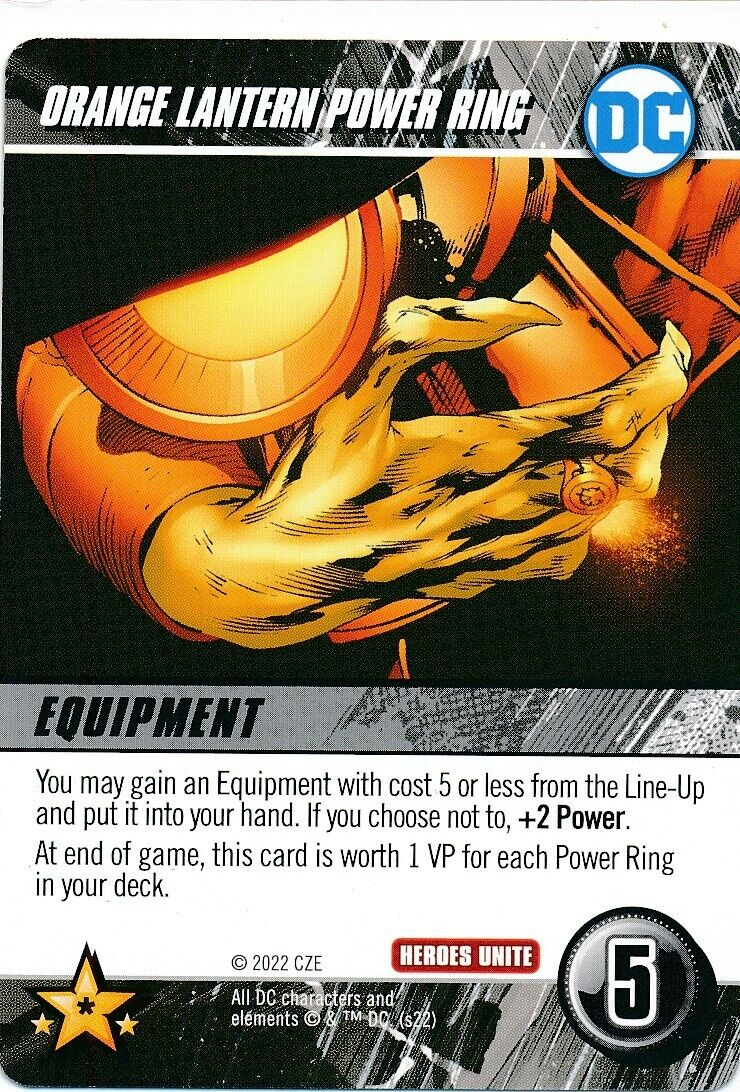 ORANGE LANTERN POWER RING
DC
EQUIPMENT
You may gain an Equipment with cost 5 or less from the Line-Up
and put it into your hand. If you choose not to, +2 Power.
At end of game, this card is worth 1 VP for each Power Ring
in your deck.
© 2022 CZE
HEROES UNITE
5
*
All DC characters and
elements © & ™ DC. (s22)